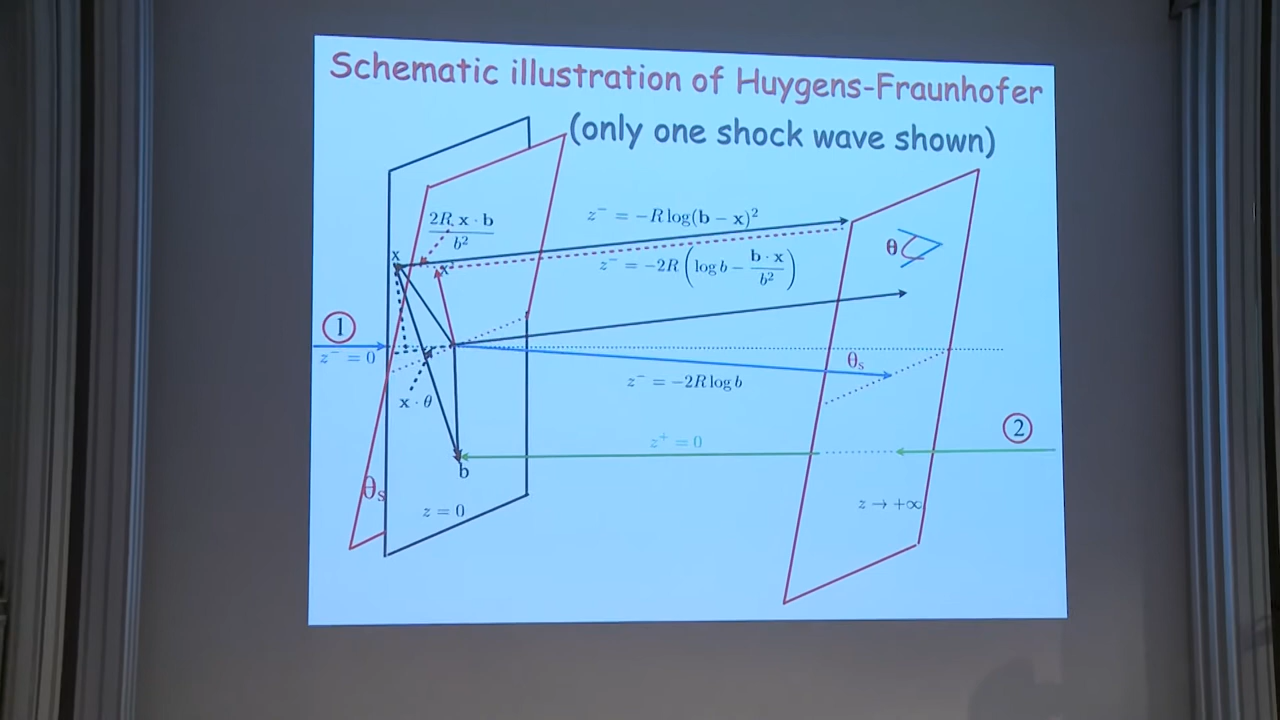 Schematic illustration of Huygens-Fraunhofer
(only one shock wave shown)
2R x · b / b²
z⁻ = −R log(b − x)²
z⁻ = −2R (log b − b · x / b²)
θ
x
x'
1
z⁻ = 0
θs
z⁻ = −2R log b
x · θ
2
z⁺ = 0
b
θs
z = 0
z → +∞